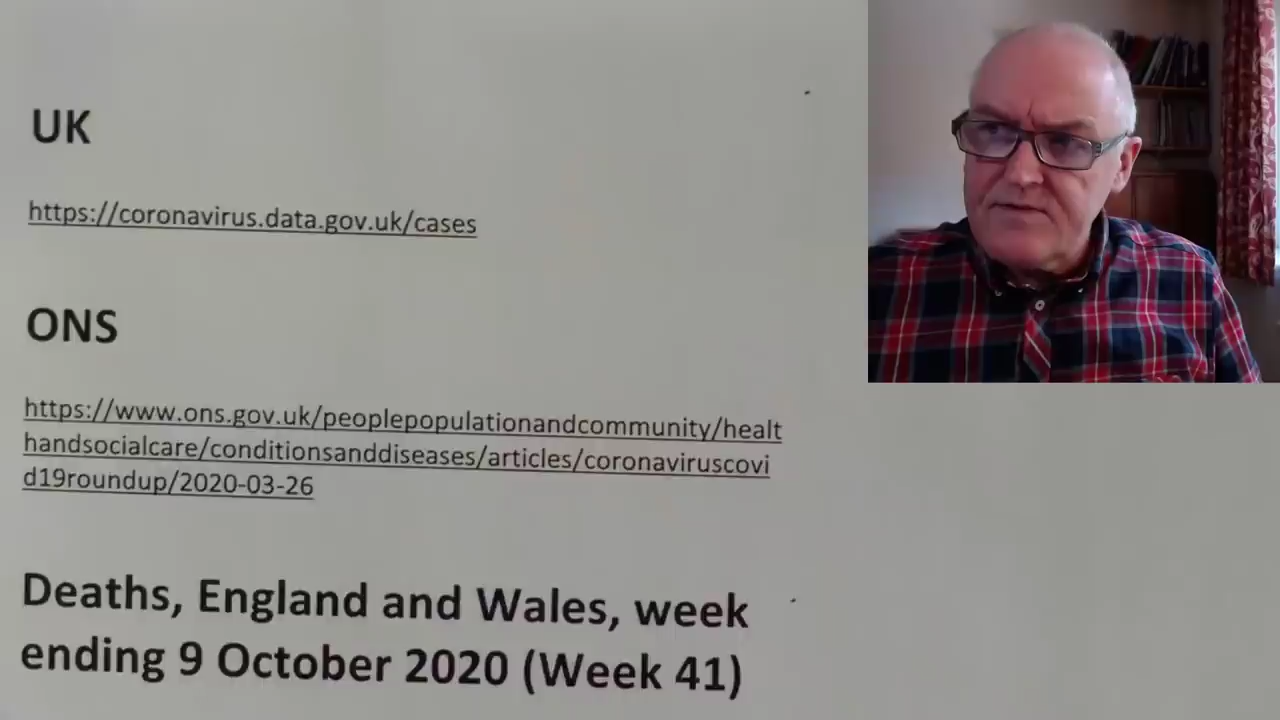 UK
https://coronavirus.data.gov.uk/cases
ONS
https://www.ons.gov.uk/peoplepopulationandcommunity/healt
handsocialcare/conditionsanddiseases/articles/coronaviruscovi
d19roundup/2020-03-26
Deaths, England and Wales, week
ending 9 October 2020 (Week 41)